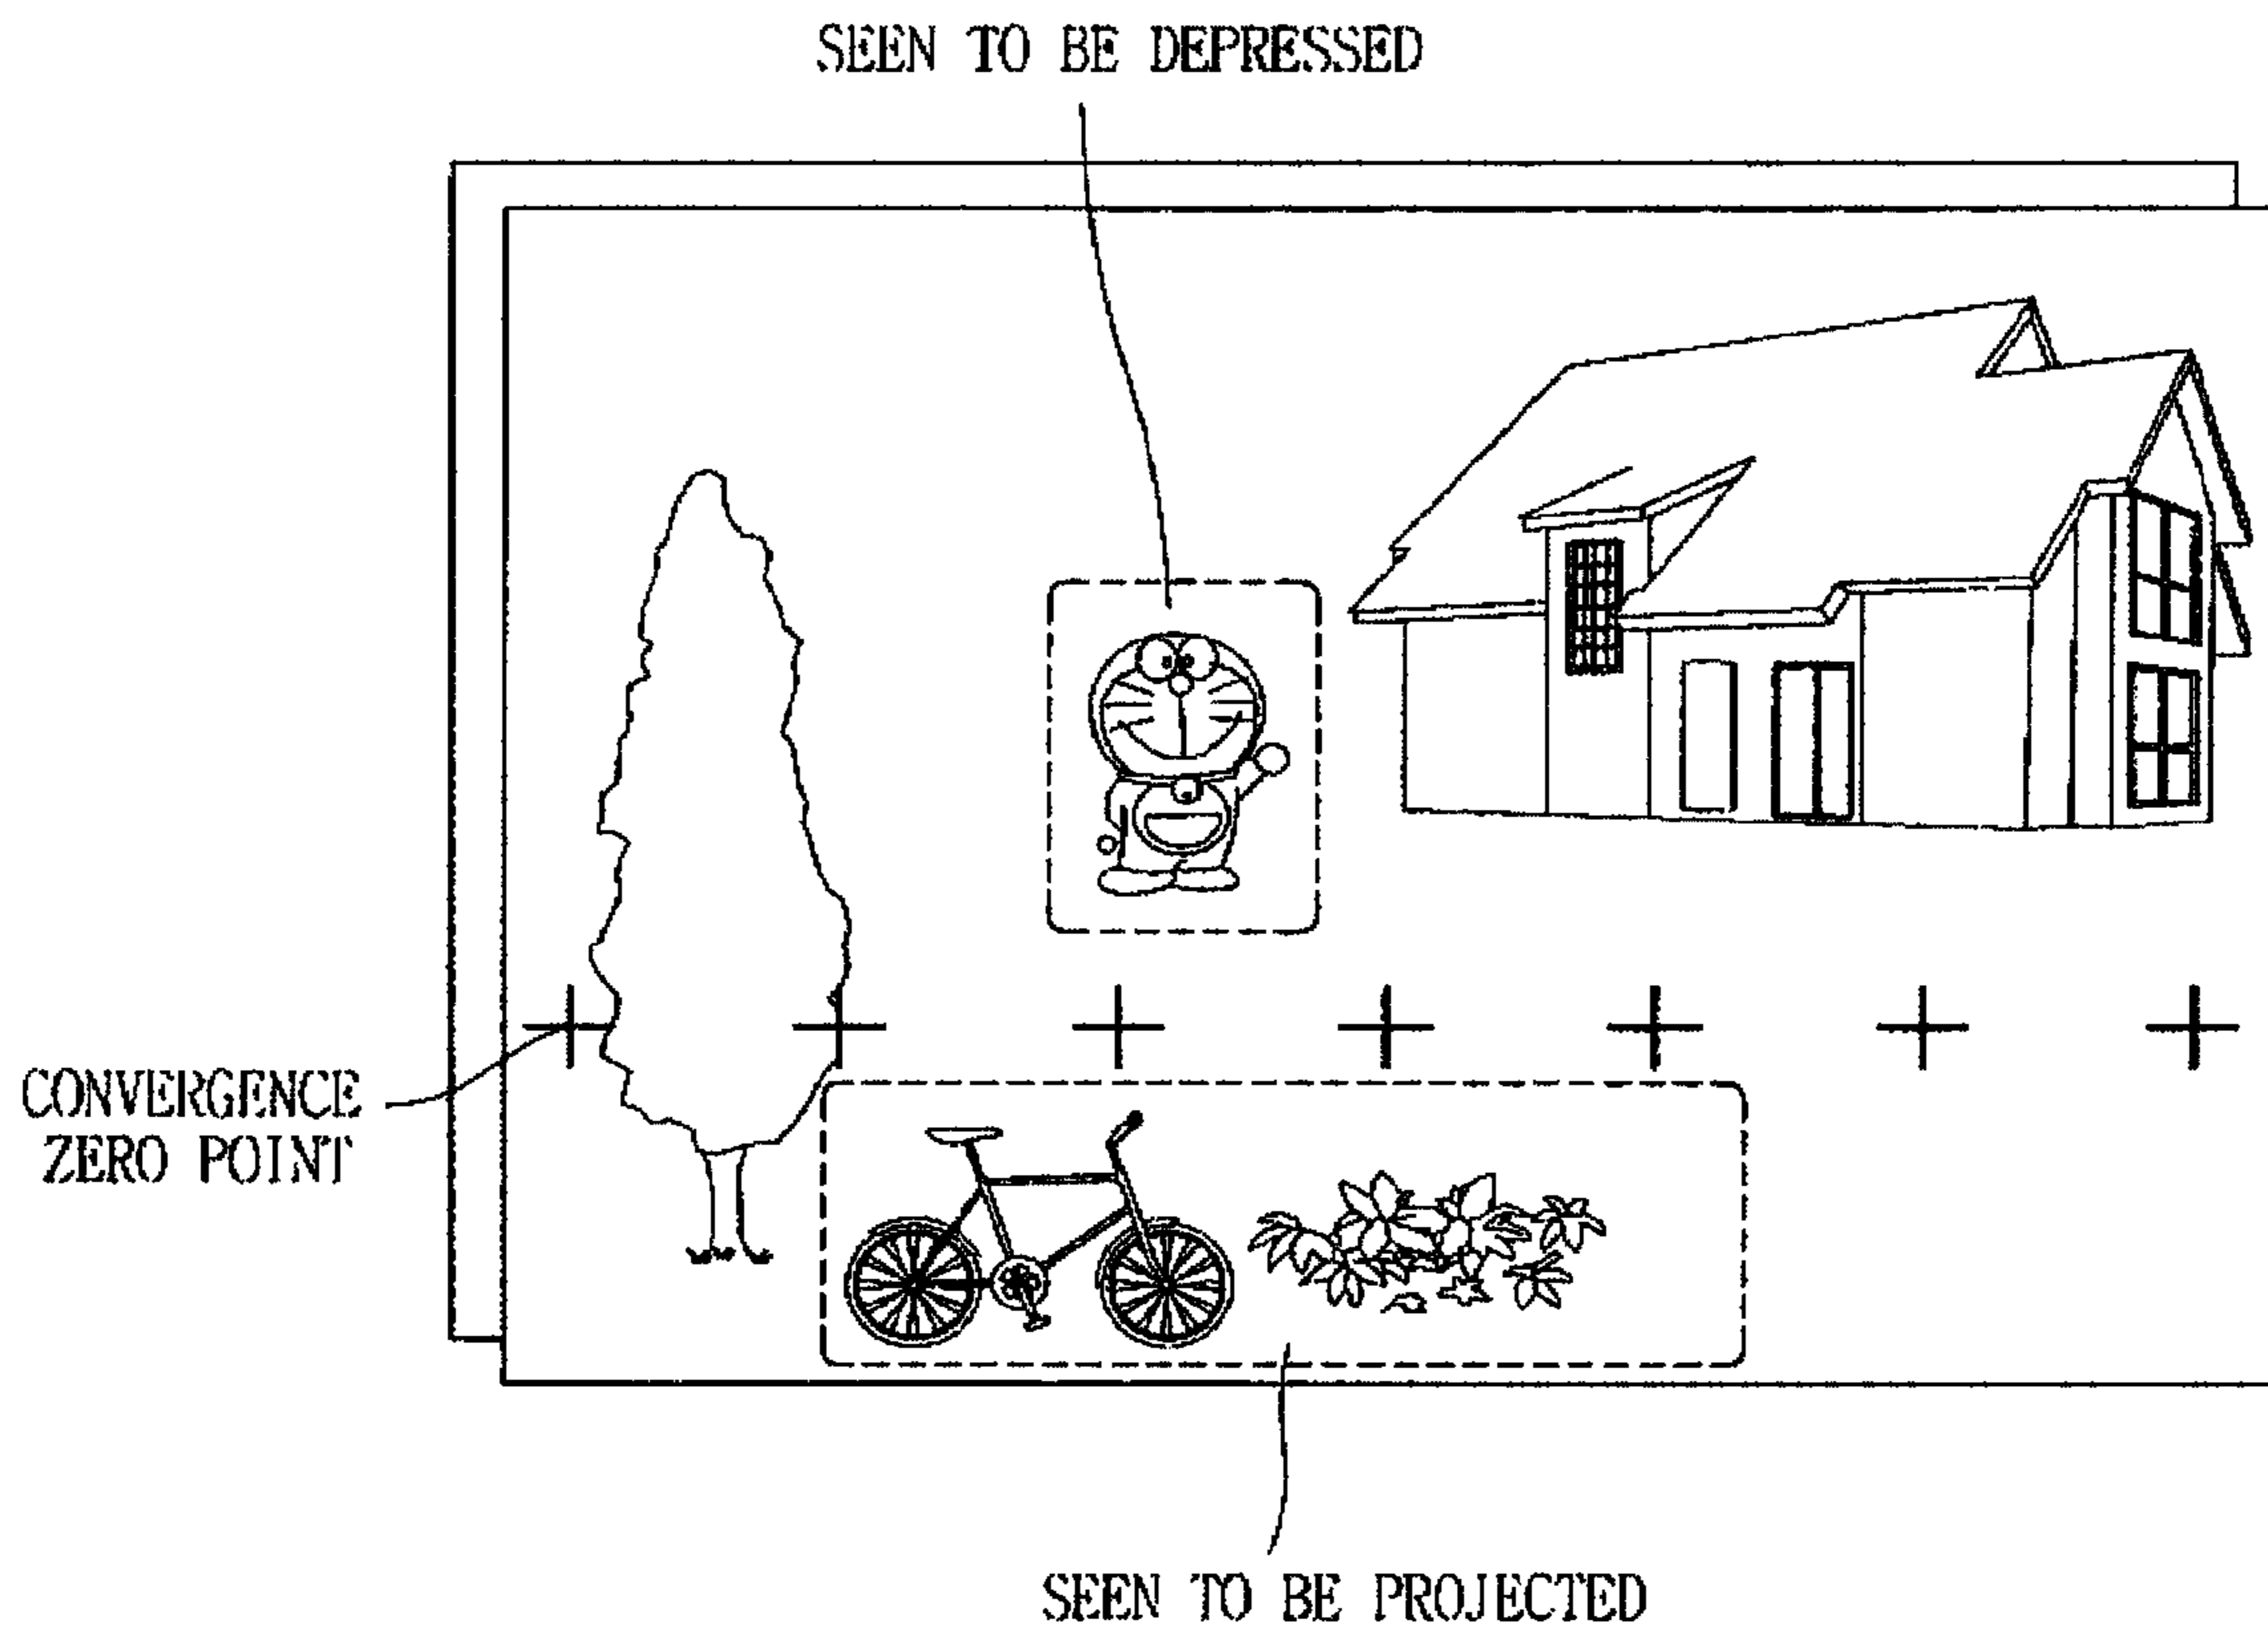 SEEN TO BE DEPRESSED
CONVERGENCE
ZERO POINT
SEEN TO BE PROJECTED